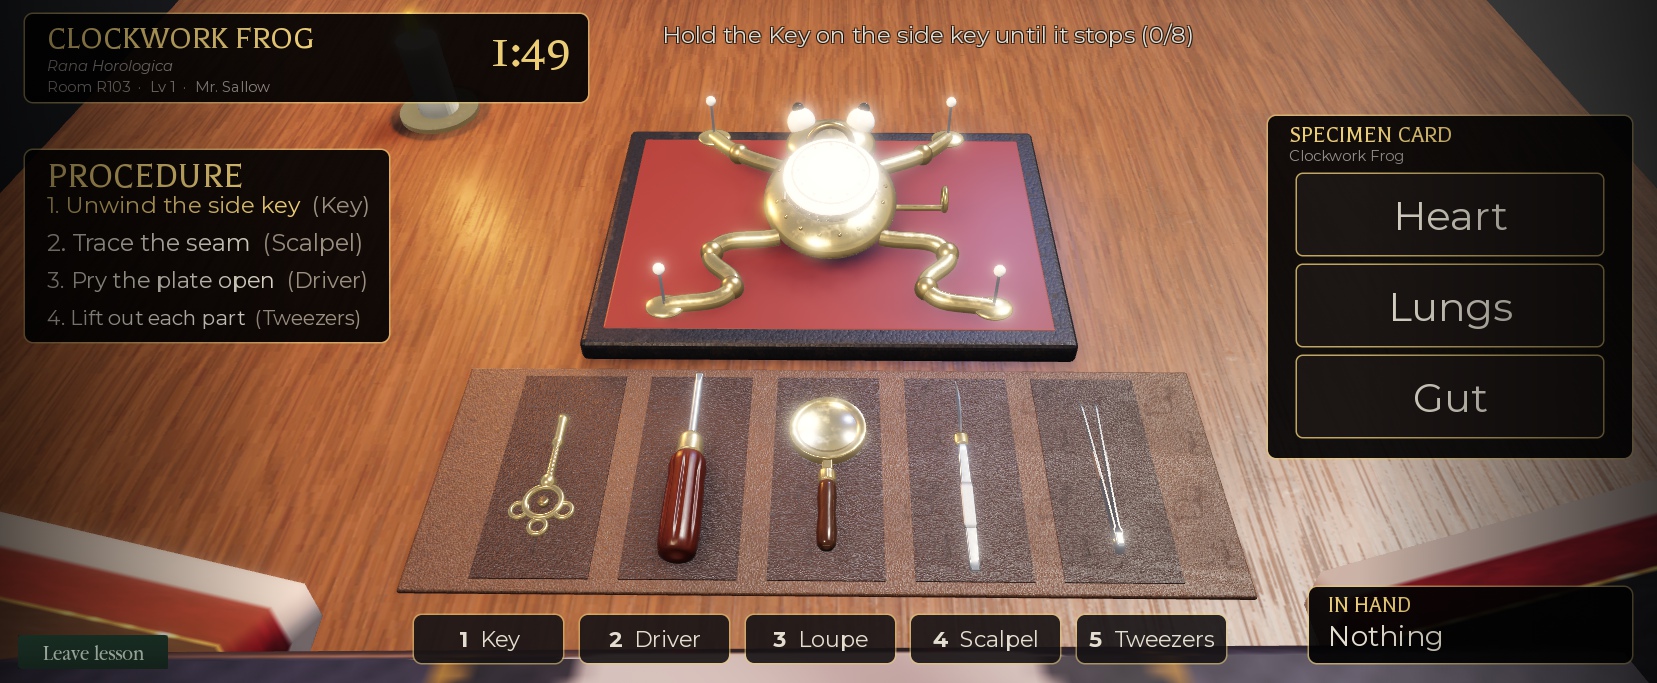 CLOCKWORK FROG
Rana Horologica
Room R103 · Lv 1 · Mr. Sallow
1:49
Hold the Key on the side key until it stops (0/8)
PROCEDURE
1. Unwind the side key (Key)
2. Trace the seam (Scalpel)
3. Pry the plate open (Driver)
4. Lift out each part (Tweezers)
SPECIMEN CARD
Clockwork Frog
Heart
Lungs
Gut
1 Key
2 Driver
3 Loupe
4 Scalpel
5 Tweezers
IN HAND
Nothing
Leave lesson